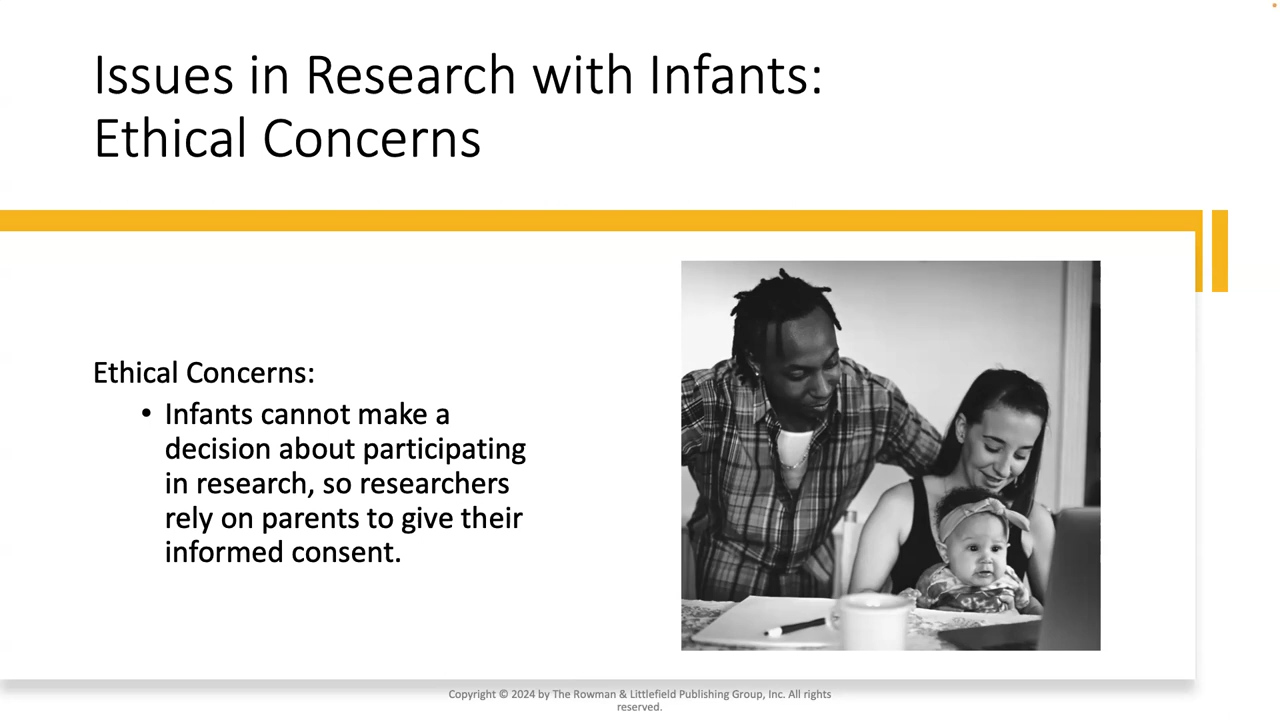 Issues in Research with Infants:
Ethical Concerns
Ethical Concerns:
• Infants cannot make a
decision about participating
in research, so researchers
rely on parents to give their
informed consent.
Copyright © 2024 by The Rowman & Littlefield Publishing Group, Inc. All rights
reserved.